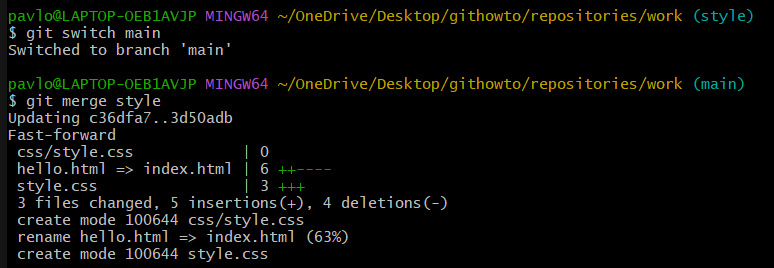 pavlo@LAPTOP-OEB1AVJP MINGW64 ~/OneDrive/Desktop/githowto/repositories/work (style)
$ git switch main
Switched to branch 'main'

pavlo@LAPTOP-OEB1AVJP MINGW64 ~/OneDrive/Desktop/githowto/repositories/work (main)
$ git merge style
Updating c36dfa7..3d50adb
Fast-forward
 css/style.css            | 0
 hello.html => index.html | 6 ++----
 style.css                | 3 +++
 3 files changed, 5 insertions(+), 4 deletions(-)
 create mode 100644 css/style.css
 rename hello.html => index.html (63%)
 create mode 100644 style.css